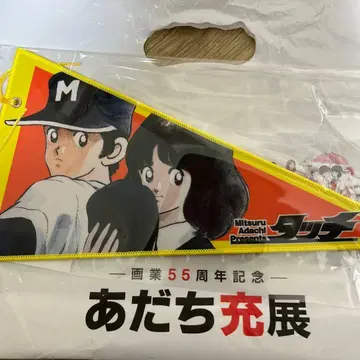 M
Mitsuru
Adachi
Presents
タッチ
画業55周年記念
あだち充展